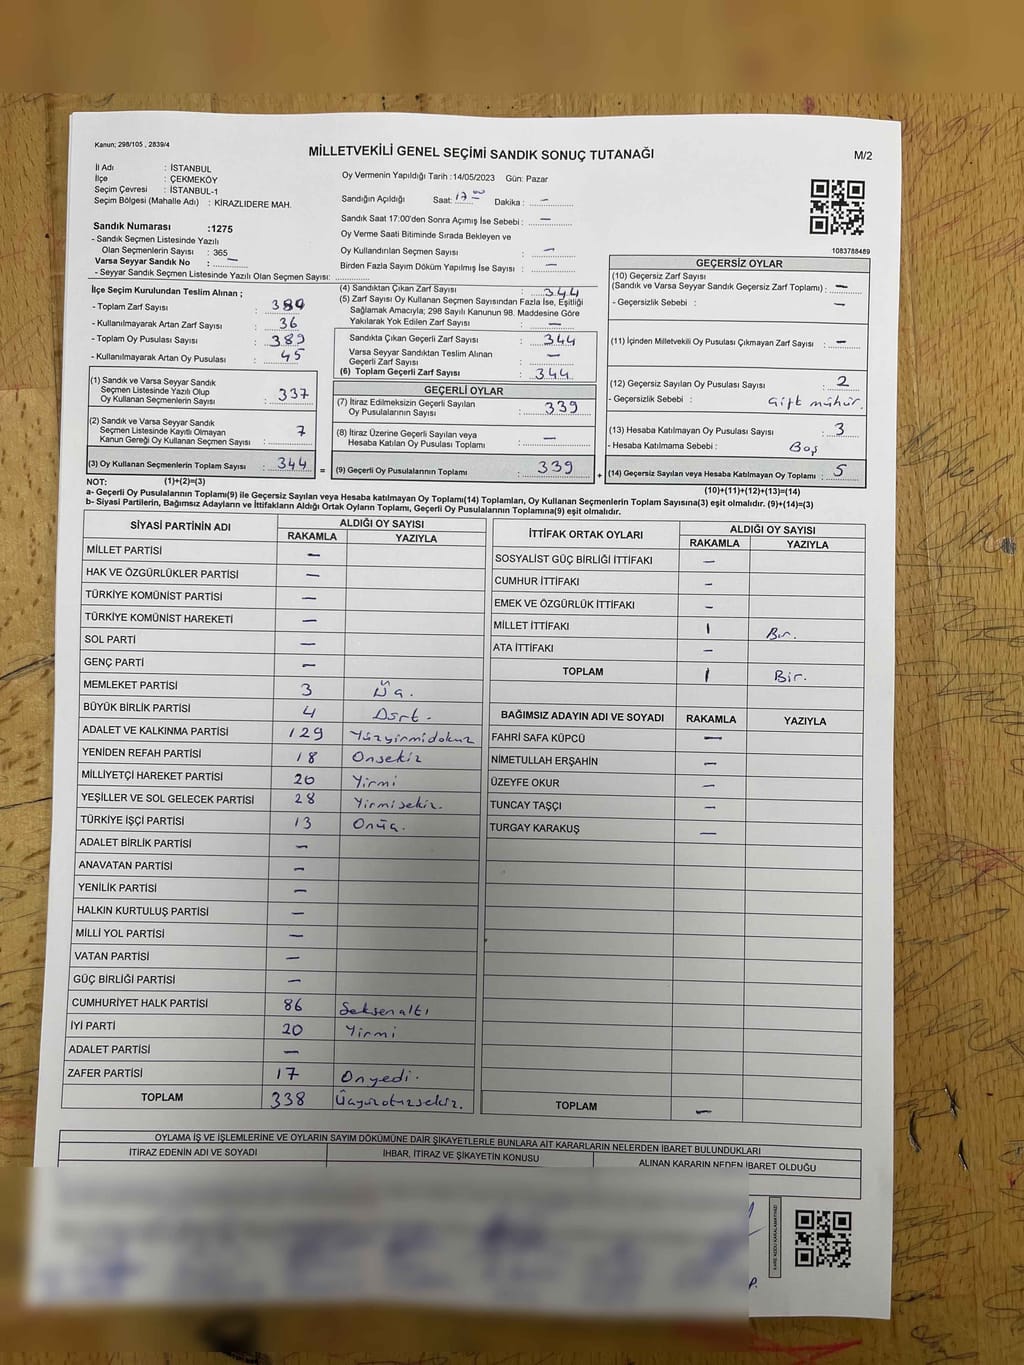 Kanun; 298/105 , 2839/4
MİLLETVEKİLİ GENEL SEÇİMİ SANDIK SONUÇ TUTANAĞI
M/2
İl Adı : İSTANBUL
İlçe : ÇEKMEKÖY
Seçim Çevresi : İSTANBUL-1
Seçim Bölgesi (Mahalle Adı) : KİRAZLIDERE MAH.
Oy Vermenin Yapıldığı Tarih :14/05/2023 Gün: Pazar
Sandığın Açıldığı Saat: 17 00 Dakika : —
Sandık Saat 17:00'den Sonra Açımış İse Sebebi : —
Oy Verme Saati Bitiminde Sırada Bekleyen ve
Oy Kullandırılan Seçmen Sayısı : —
Birden Fazla Sayım Döküm Yapılmış İse Sayısı : —
Sandık Numarası :1275
- Sandık Seçmen Listesinde Yazılı
Olan Seçmenlerin Sayısı : 365
Varsa Seyyar Sandık No : —
- Seyyar Sandık Seçmen Listesinde Yazılı Olan Seçmen Sayısı:
1083788489
İlçe Seçim Kurulundan Teslim Alınan ;
- Toplam Zarf Sayısı :
- Kullanılmayarak Artan Zarf Sayısı : 36
- Toplam Oy Pusulası Sayısı : 389
- Kullanılmayarak Artan Oy Pusulası : 45
(1) Sandık ve Varsa Seyyar Sandık
Seçmen Listesinde Yazılı Olup
Oy Kullanan Seçmenlerin Sayısı : 337
(2) Sandık ve Varsa Seyyar Sandık
Seçmen Listesinde Kayıtlı Olmayan
Kanun Gereği Oy Kullanan Seçmen Sayısı : 7
(3) Oy Kullanan Seçmenlerin Toplam Sayısı : 344 =
(4) Sandıktan Çıkan Zarf Sayısı : 344
(5) Zarf Sayısı Oy Kullanan Seçmen Sayısından Fazla İse, Eşitliği
Sağlamak Amacıyla; 298 Sayılı Kanunun 98. Maddesine Göre
Yakılarak Yok Edilen Zarf Sayısı : —
Sandıkta Çıkan Geçerli Zarf Sayısı : 344
Varsa Seyyar Sandıktan Teslim Alınan
Geçerli Zarf Sayısı : —
(6) Toplam Geçerli Zarf Sayısı : 344
GEÇERLİ OYLAR
(7) İtiraz Edilmeksizin Geçerli Sayılan
Oy Pusulalarının Sayısı : 339
(8) İtiraz Üzerine Geçerli Sayılan veya
Hesaba Katılan Oy Pusulası Toplamı : —
(9) Geçerli Oy Pusulalarının Toplamı : 339 +
GEÇERSİZ OYLAR
(10) Geçersiz Zarf Sayısı
(Sandık ve Varsa Seyyar Sandık Geçersiz Zarf Toplamı) : —
- Geçersizlik Sebebi : —
(11) İçinden Milletvekili Oy Pusulası Çıkmayan Zarf Sayısı : —
(12) Geçersiz Sayılan Oy Pusulası Sayısı : 2
- Geçersizlik Sebebi : Çift mühür.
(13) Hesaba Katılmayan Oy Pusulası Sayısı : 3
- Hesaba Katılmama Sebebi : Boş
(14) Geçersiz Sayılan veya Hesaba Katılmayan Oy Pusulası Toplamı : 5
NOT: (1)+(2)=(3)
(10)+(11)+(12)+(13)=(14)
a- Geçerli Oy Pusulalarının Toplamı(9) ile Geçersiz Sayılan veya Hesaba katılmayan Oy Toplamı(14) Toplamları, Oy Kullanan Seçmenlerin Toplam Sayısına(3) eşit olmalıdır. (9)+(14)=(3)
b- Siyasi Partilerin, Bağımsız Adayların ve İttifakların Aldığı Ortak Oyların Toplamı, Geçerli Oy Pusulalarının Toplamına(9) eşit olmalıdır.
SİYASİ PARTİNİN ADI ALDIĞI OY SAYISI
RAKAMLA YAZIYLA
MİLLET PARTİSİ —
HAK VE ÖZGÜRLÜKLER PARTİSİ —
TÜRKİYE KOMÜNİST PARTİSİ —
TÜRKİYE KOMÜNİST HAREKETİ —
SOL PARTİ —
GENÇ PARTİ —
MEMLEKET PARTİSİ 3 Üç.
BÜYÜK BİRLİK PARTİSİ 4 Dört.
ADALET VE KALKINMA PARTİSİ 129 Yüzyirmidokuz
YENİDEN REFAH PARTİSİ 18 Onsekiz
MİLLİYETÇİ HAREKET PARTİSİ 20 Yirmi
YEŞİLLER VE SOL GELECEK PARTİSİ 28 Yirmisekiz.
TÜRKİYE İŞÇİ PARTİSİ 13 Onüç.
ADALET BİRLİK PARTİSİ —
ANAVATAN PARTİSİ —
YENİLİK PARTİSİ —
HALKIN KURTULUŞ PARTİSİ —
MİLLİ YOL PARTİSİ —
VATAN PARTİSİ —
GÜÇ BİRLİĞİ PARTİSİ —
CUMHURİYET HALK PARTİSİ 86 Seksenaltı
İYİ PARTİ 20 Yirmi
ADALET PARTİSİ —
ZAFER PARTİSİ 17 Onyedi.
TOPLAM 338 Üçyüzotuzsekiz.
İTTİFAK ORTAK OYLARI ALDIĞI OY SAYISI
RAKAMLA YAZIYLA
SOSYALİST GÜÇ BİRLİĞİ İTTİFAKI —
CUMHUR İTTİFAKI —
EMEK VE ÖZGÜRLÜK İTTİFAKI —
MİLLET İTTİFAKI 1 Bir.
ATA İTTİFAKI —
TOPLAM 1 Bir.
BAĞIMSIZ ADAYIN ADI VE SOYADI RAKAMLA YAZIYLA
FAHRİ SAFA KÜPCÜ —
NİMETULLAH ERŞAHİN —
ÜZEYFE OKUR —
TUNCAY TAŞÇI —
TURGAY KARAKUŞ —
TOPLAM —
OYLAMA İŞ VE İŞLEMLERİNE VE OYLARIN SAYIM DÖKÜMÜNE DAİR ŞİKAYETLERLE BUNLARA AİT KARARLARIN NELERDEN İBARET BULUNDUKLARI
İTİRAZ EDENİN ADI VE SOYADI İHBAR, İTİRAZ VE ŞİKAYETİN KONUSU ALINAN KARARIN NEDEN İBARET OLDUĞU